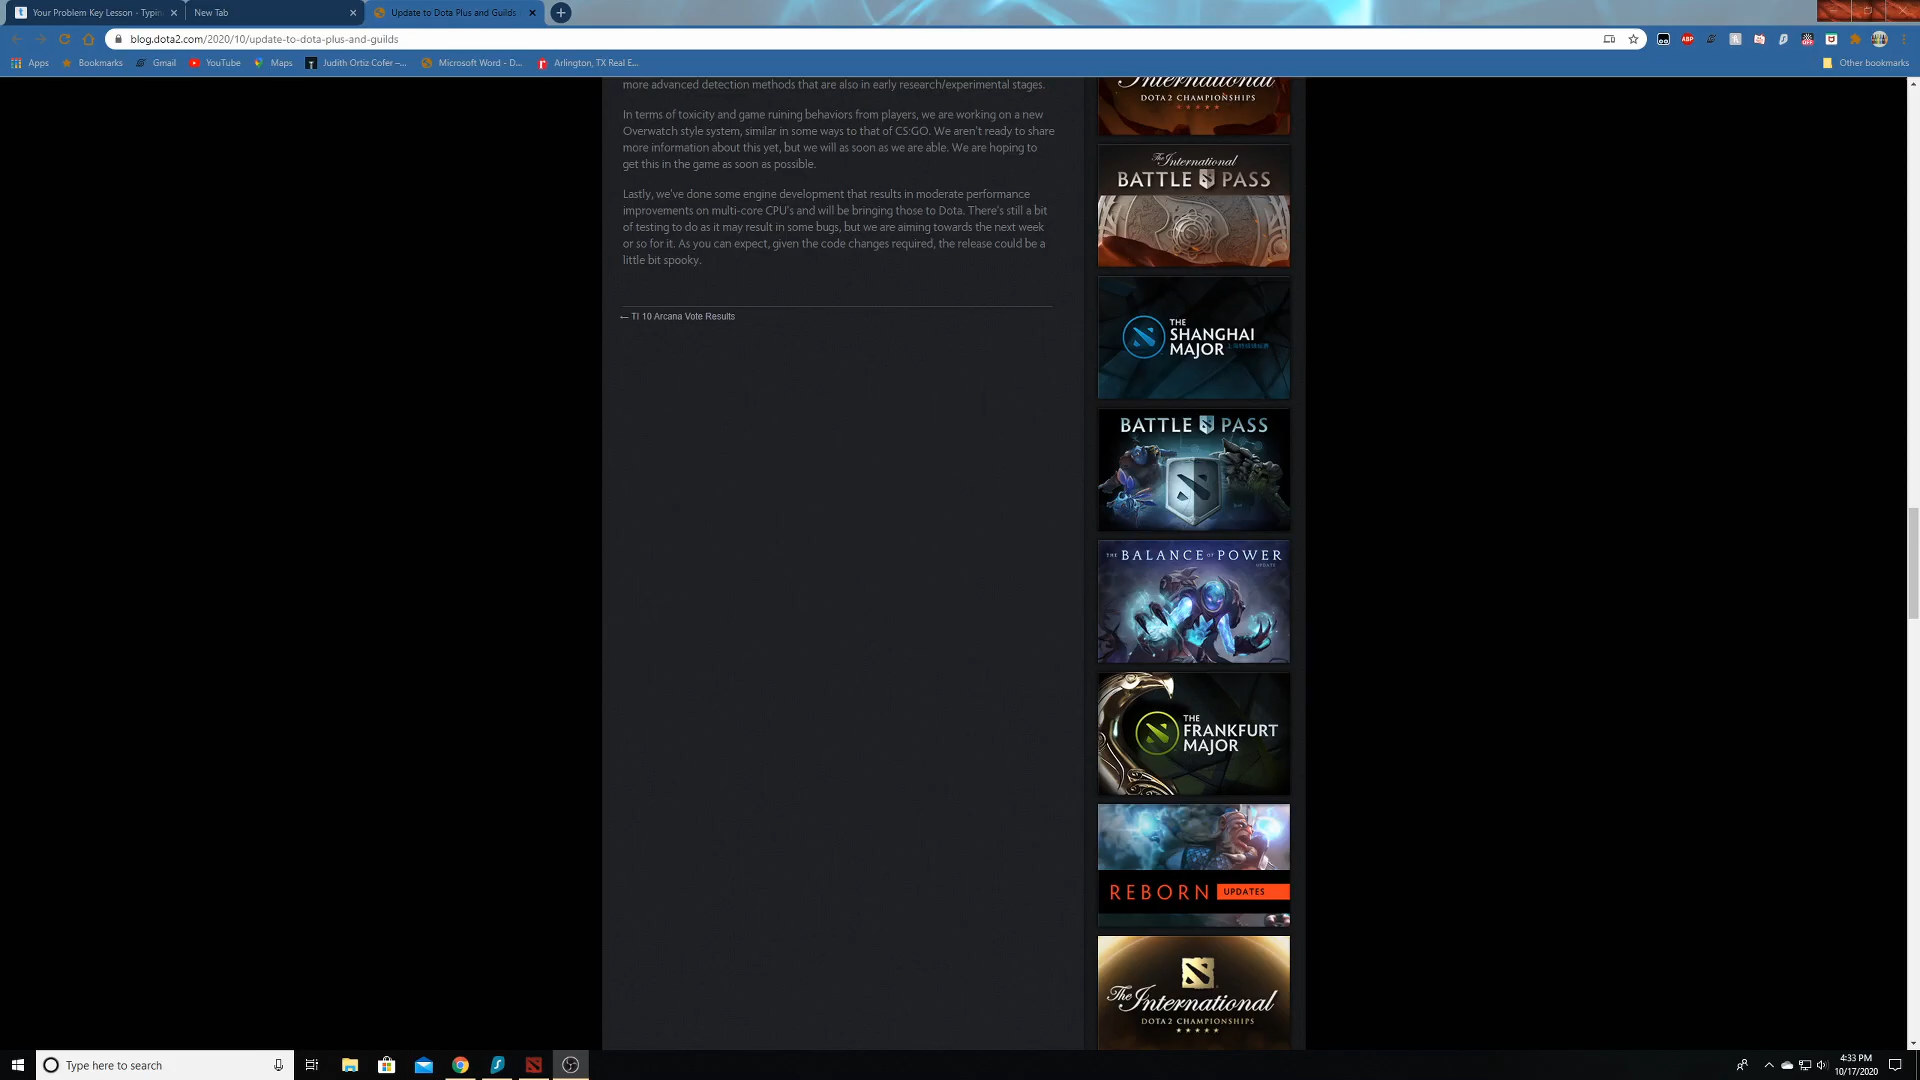 Your Problem Key Lesson - Typin
New Tab
Update to Dota Plus and Guilds
blog.dota2.com/2020/10/update-to-dota-plus-and-guilds
Apps
Bookmarks
Gmail
YouTube
Maps
Judith Ortiz Cofer –...
Microsoft Word - D...
Arlington, TX Real E...
Other bookmarks
more advanced detection methods that are also in early research/experimental stages.
In terms of toxicity and game ruining behaviors from players, we are working on a new
Overwatch style system, similar in some ways to that of CS:GO. We aren't ready to share
more information about this yet, but we will as soon as we are able. We are hoping to
get this in the game as soon as possible.
Lastly, we've done some engine development that results in moderate performance
improvements on multi-core CPU's and will be bringing those to Dota. There's still a bit
of testing to do as it may result in some bugs, but we are aiming towards the next week
or so for it. As you can expect, given the code changes required, the release could be a
little bit spooky.
← TI 10 Arcana Vote Results
International
DOTA 2 CHAMPIONSHIPS
The International
BATTLE PASS
THE
SHANGHAI
MAJOR
BATTLE PASS
THE BALANCE OF POWER
UPDATE
THE
FRANKFURT
MAJOR
REBORN UPDATES
The International
DOTA 2 CHAMPIONSHIPS
Type here to search
4:33 PM
10/17/2020